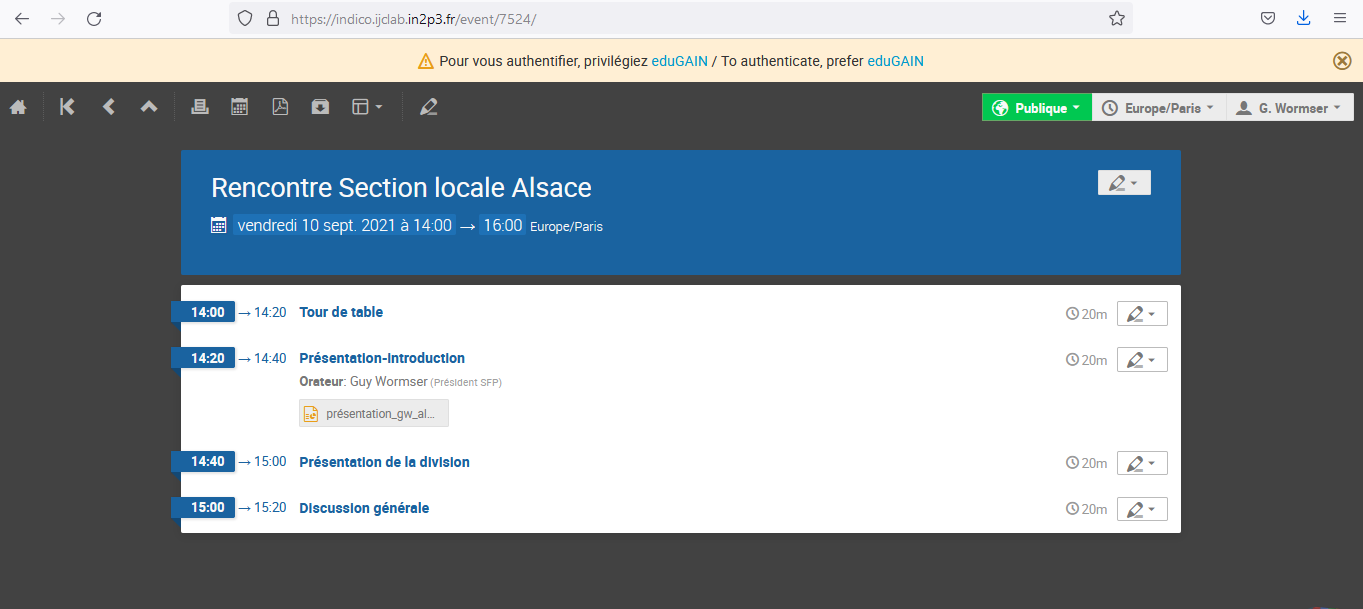 https://indico.ijclab.in2p3.fr/event/7524/
Pour vous authentifier, privilégiez eduGAIN / To authenticate, prefer eduGAIN
Publique Europe/Paris G. Wormser
Rencontre Section locale Alsace
vendredi 10 sept. 2021 à 14:00 → 16:00 Europe/Paris
14:00 → 14:20 Tour de table 20m
14:20 → 14:40 Présentation-introduction 20m
Orateur: Guy Wormser (Président SFP)
présentation_gw_al...
14:40 → 15:00 Présentation de la division 20m
15:00 → 15:20 Discussion générale 20m